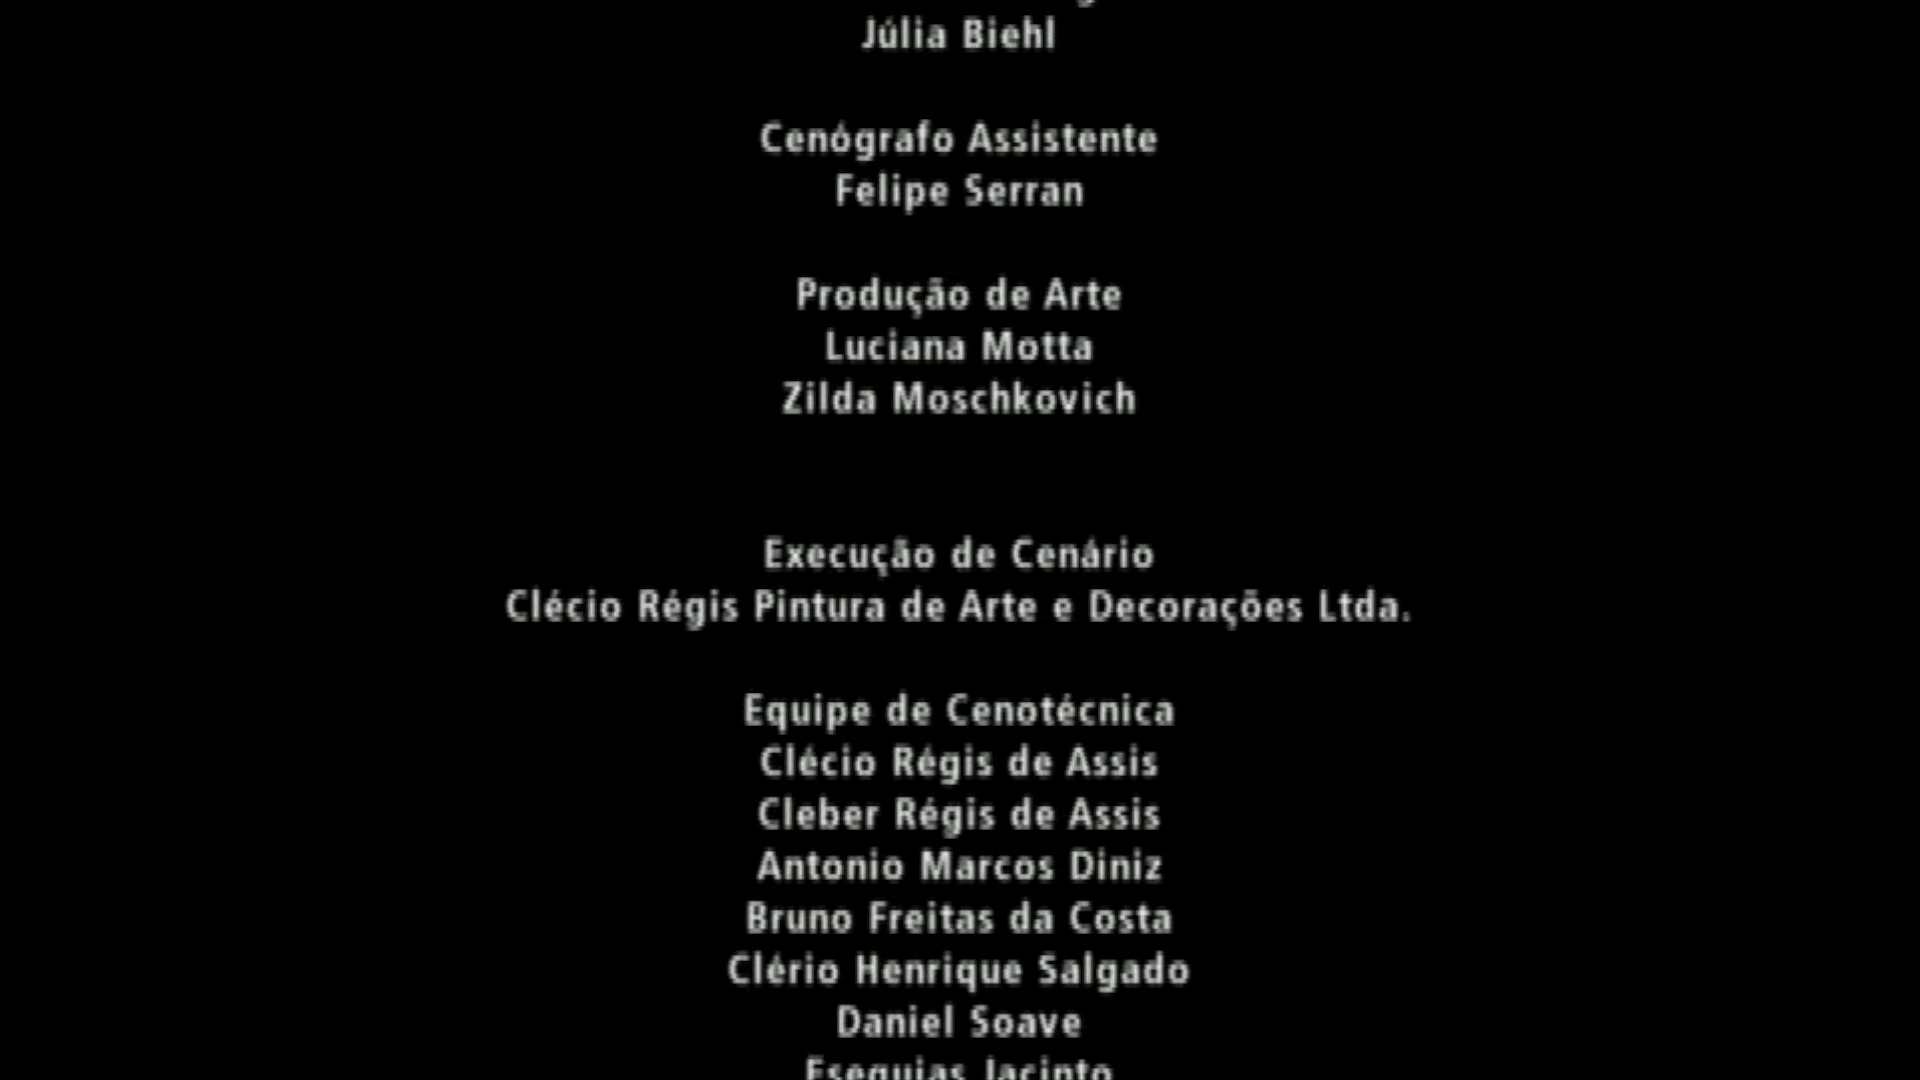 Júlia Biehl
Cenógrafo Assistente
Felipe Serran
Produção de Arte
Luciana Motta
Zilda Moschkovich
Execução de Cenário
Clécio Régis Pintura de Arte e Decorações Ltda.
Equipe de Cenotécnica
Clécio Régis de Assis
Cleber Régis de Assis
Antonio Marcos Diniz
Bruno Freitas da Costa
Clério Henrique Salgado
Daniel Soave
Esequias Jacinto